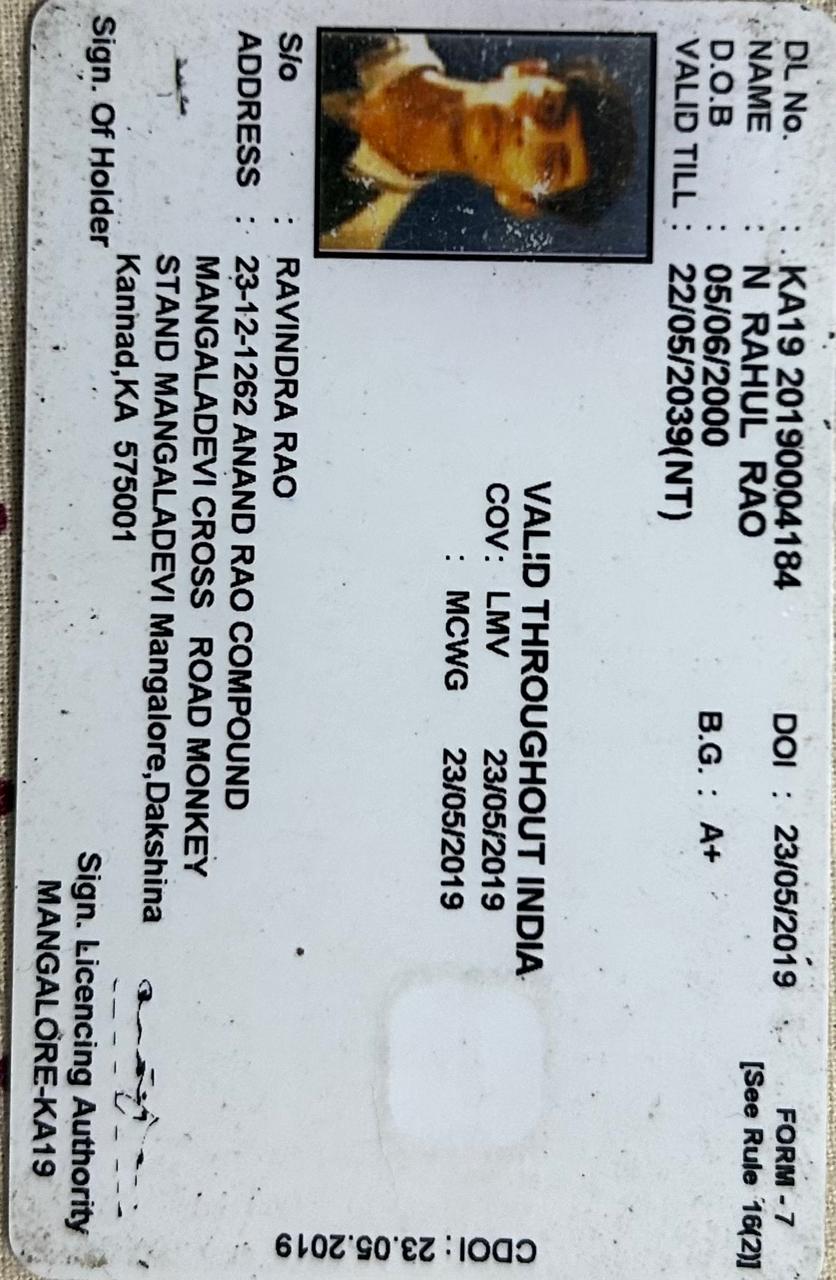 DL No. : KA19 20190004184 DOI : 23/05/2019 FORM - 7
NAME : N RAHUL RAO [See Rule 16(2)]
D.O.B : 05/06/2000 B.G. : A+
VALID TILL : 22/05/2039(NT)
VALID THROUGHOUT INDIA
COV : LMV 23/05/2019
: MCWG 23/05/2019
CDOI : 23.05.2019
S/o : RAVINDRA RAO
ADDRESS : 23-12-1262 ANAND RAO COMPOUND
MANGALADEVI CROSS ROAD MONKEY
STAND MANGALADEVI Mangalore,Dakshina
Kannad,KA 575001
Sign. Of Holder
Sign. Licencing Authority
MANGALORE-KA19